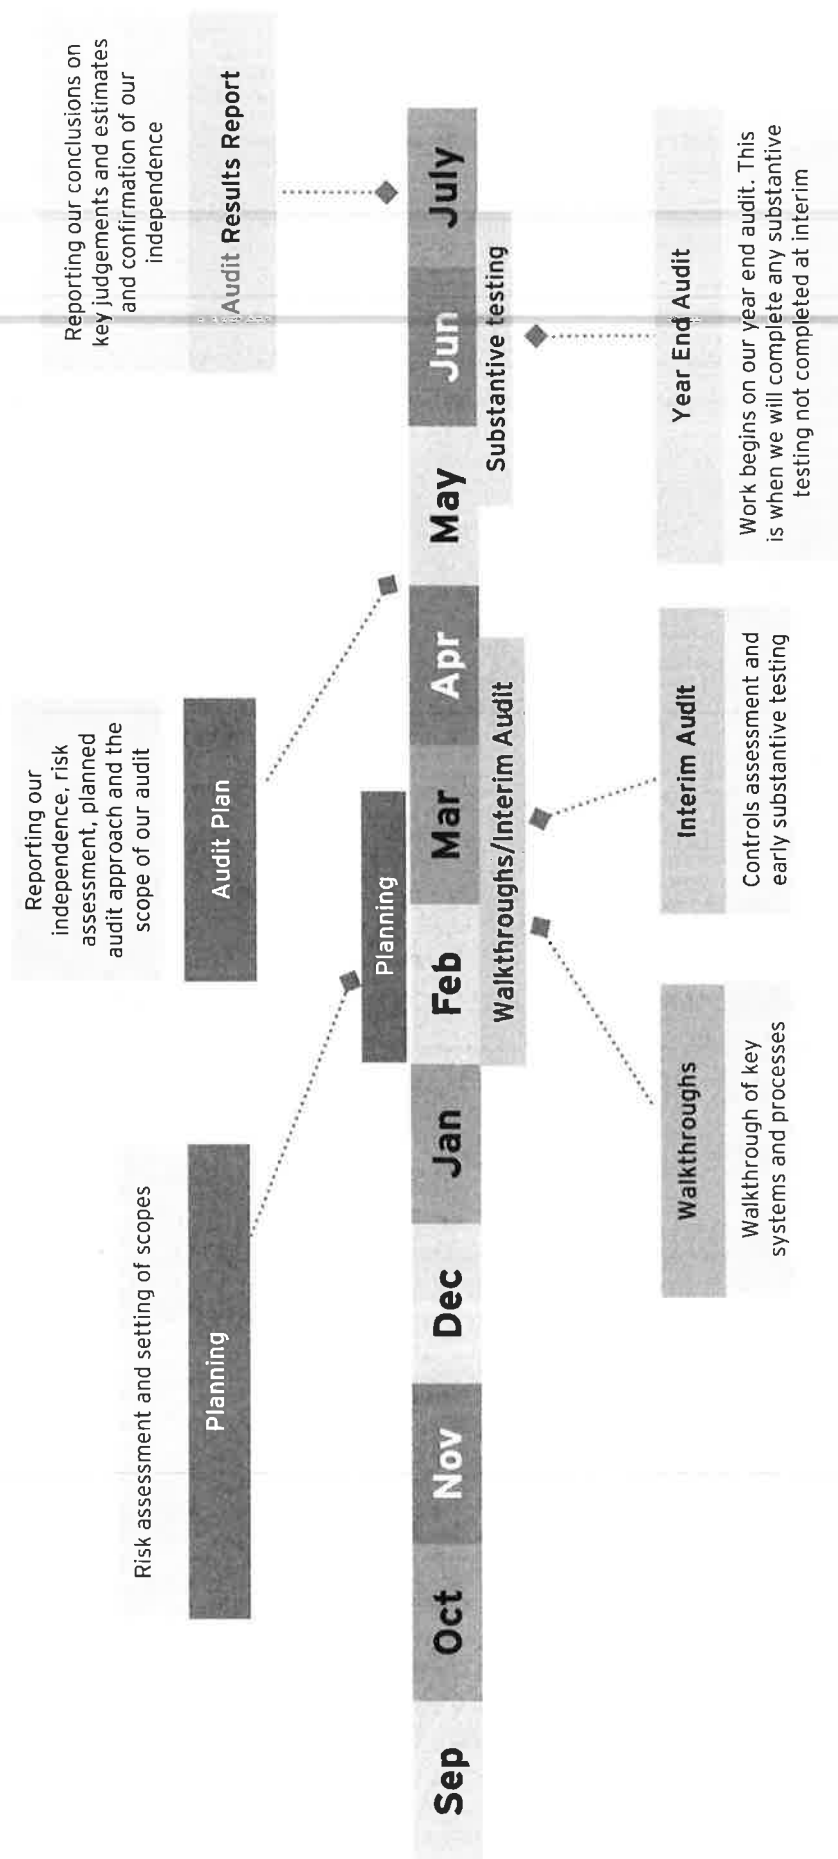 Risk assessment and setting of scopes
Planning
Reporting our
independence, risk
assessment, planned
audit approach and the
scope of our audit
Audit Plan
Reporting our conclusions on
key judgements and estimates
and confirmation of our
independence
Audit Results Report
Planning
Sep
Oct
Nov
Dec
Jan
Feb
Mar
Apr
May
Jun
July
Walkthroughs/Interim Audit
Substantive testing
Walkthroughs
Walkthrough of key
systems and processes
Interim Audit
Controls assessment and
early substantive testing
Year End Audit
Work begins on our year end audit. This
is when we will complete any substantive
testing not completed at interim